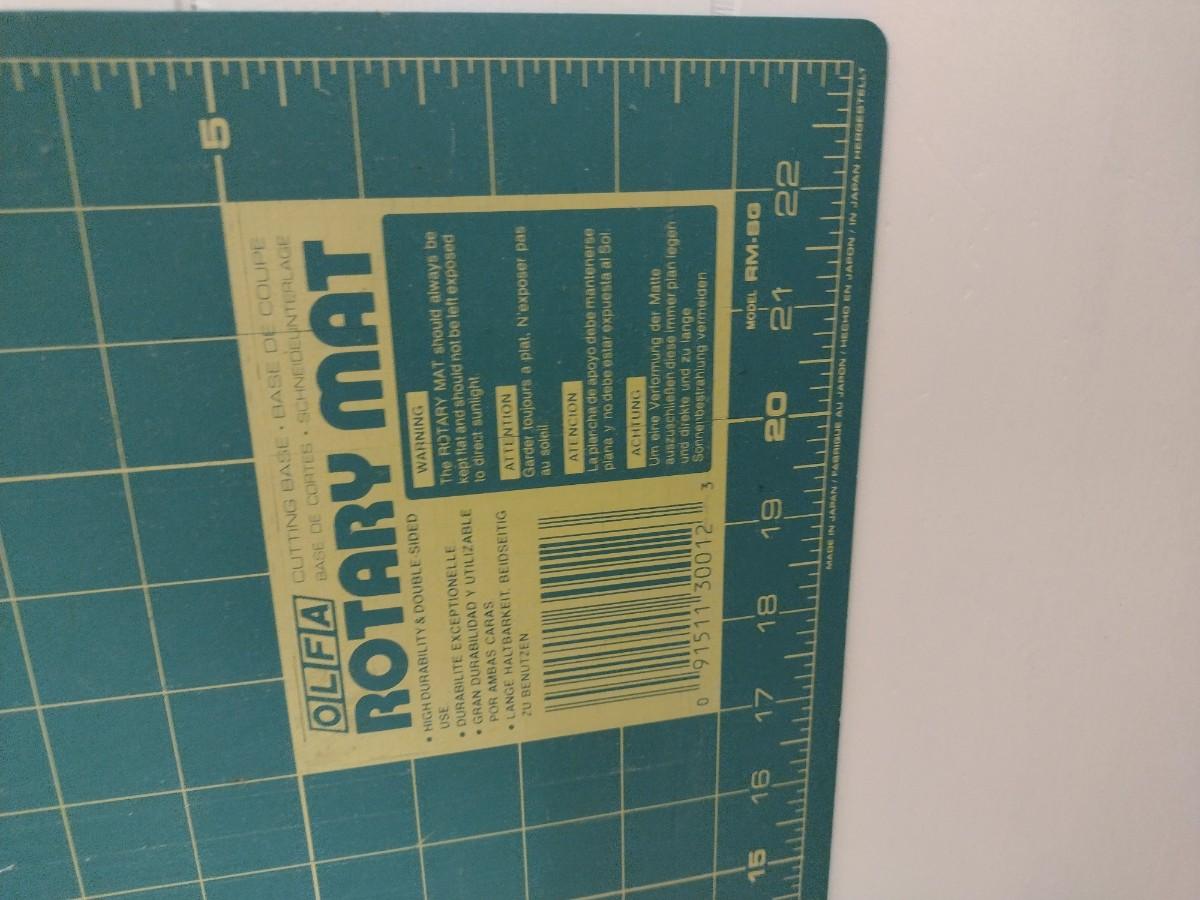 OLFA
CUTTING BASE · BASE DE COUPE
BASE DE CORTES · SCHNEIDEUNTERLAGE
ROTARY MAT
• HIGH DURABILITY & DOUBLE-SIDED
USE
• DURABILITE EXCEPTIONELLE
• GRAN DURABILIDAD Y UTILIZABLE
POR AMBAS CARAS
• LANGE HALTBARKEIT, BEIDSEITIG
ZU BENUTZEN
0 91511 30012 3
WARNING
The ROTARY MAT should always be
kept flat and should not be left exposed
to direct sunlight.
ATTENTION
Garder toujours a plat. N'exposer pas
au soleil
ATENCION
La plancha de apoyo debe mantenerse
plana y no debe estar expuesta al Sol.
ACHTUNG
Um eine Verformung der Matte
auszuschließen diese immer plan legen
und direkte und zu lange
Sonnenbestrahlung vermeiden
5
MODEL RM-SG
15 16 17 18 19 20 21 22
MADE IN JAPAN / FABRIQUE AU JAPON / HECHO EN JAPON / IN JAPAN HERGESTELLT